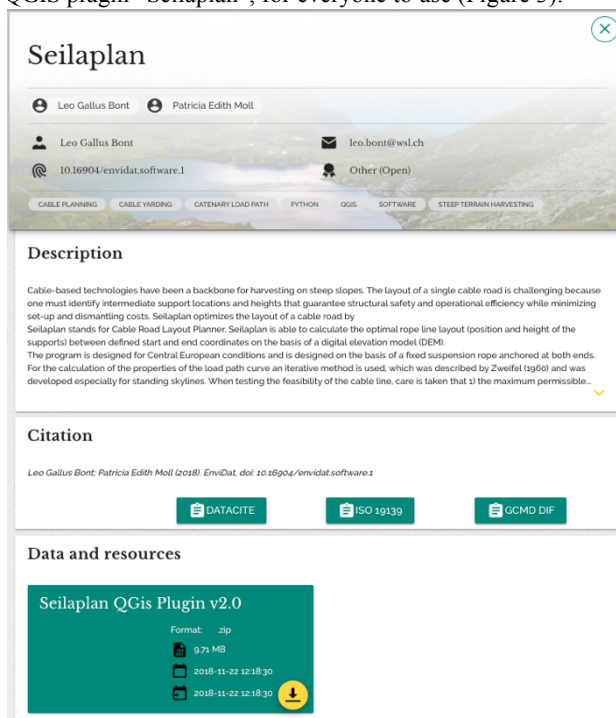 QGIS plugin "Seilaplan", for everyone to use (Figure 3).
Seilaplan
Leo Gallus Bont Patricia Edith Moll
Leo Gallus Bont leo.bont@wsl.ch
10.16904/envidat.software.1 Other (Open)
CABLE PLANNING CABLE YARDING CATENARY LOAD PATH PYTHON QGIS SOFTWARE STEEP TERRAIN HARVESTING
Description
Cable-based technologies have been a backbone for harvesting on steep slopes. The layout of a single cable road is challenging because
one must identify intermediate support locations and heights that guarantee structural safety and operational efficiency while minimizing
set-up and dismantling costs. Seilaplan optimizes the layout of a cable road by
Seilaplan stands for Cable Road Layout Planner. Seilaplan is able to calculate the optimal rope line layout (position and height of the
supports) between defined start and end coordinates on the basis of a digital elevation model (DEM).
The program is designed for Central European conditions and is designed on the basis of a fixed suspension rope anchored at both ends.
For the calculation of the properties of the load path curve an iterative method is used, which was described by Zweifel (1960) and was
developed especially for standing skylines. When testing the feasibility of the cable line, care is taken that 1) the maximum permissible...
Citation
Leo Gallus Bont; Patricia Edith Moll (2018). EnviDat. doi: 10.16904/envidat.software.1
DATACITE ISO 19139 GCMD DIF
Data and resources
Seilaplan QGis Plugin v2.0
Format: .zip
9.71 MB
2018-11-22 12:18:30
2018-11-22 12:18:30